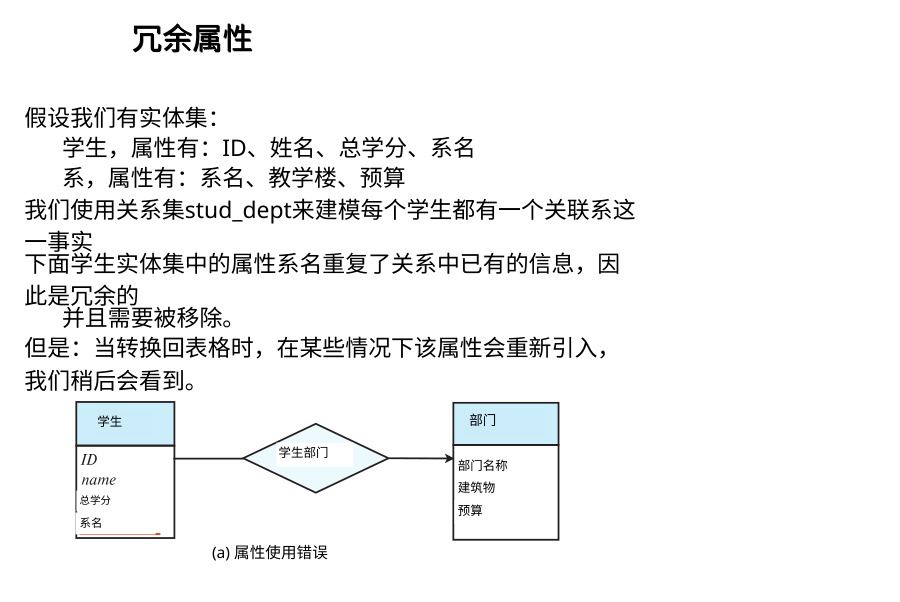 冗余属性
假设我们有实体集：
学生，属性有：ID、姓名、总学分、系名
系，属性有：系名、教学楼、预算
我们使用关系集stud_dept来建模每个学生都有一个关联系这
一事实
下面学生实体集中的属性系名重复了关系中已有的信息，因
此是冗余的
并且需要被移除。
但是：当转换回表格时，在某些情况下该属性会重新引入，
我们稍后会看到。
学生
ID
name
总学分
系名
学生部门
部门
部门名称
建筑物
预算
(a) 属性使用错误